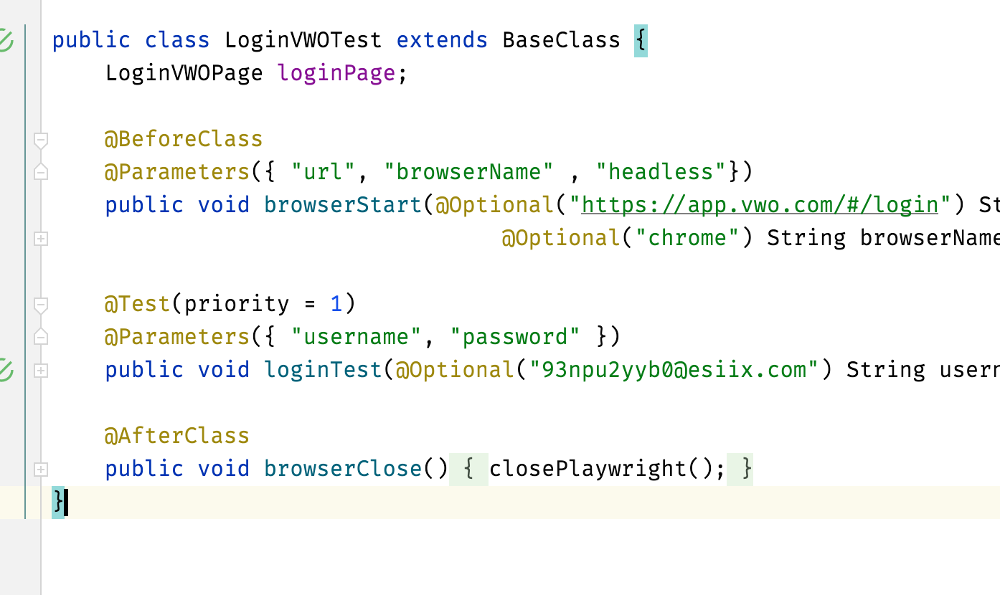 public class LoginVWOTest extends BaseClass {
LoginVWOPage loginPage;
@BeforeClass
@Parameters({ "url", "browserName" , "headless"})
public void browserStart(@Optional("https://app.vwo.com/#/login")
@Optional("chrome") String browserName
@Test(priority = 1)
@Parameters({ "username", "password" })
public void loginTest(@Optional("93npu2yyb0@esiix.com") String
@AfterClass
public void browserClose() { closePlaywright(); }
}